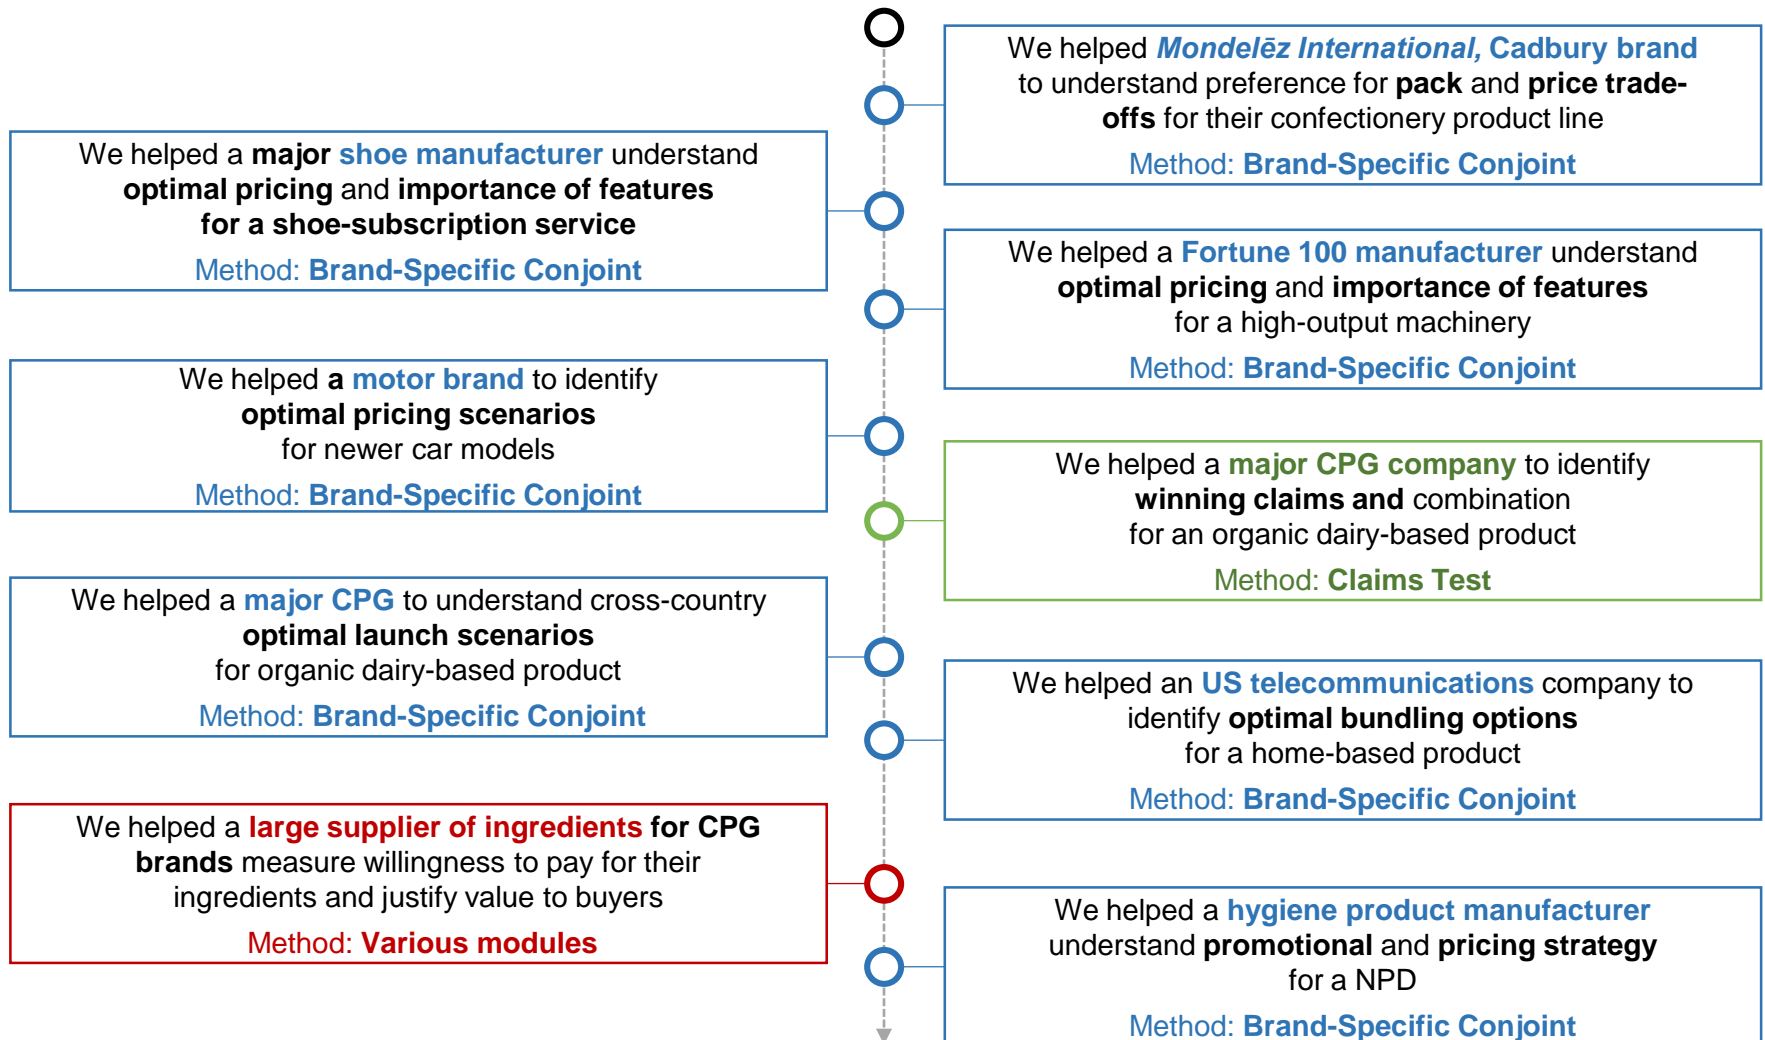 We helped Mondelēz International, Cadbury brand
to understand preference for pack and price trade-
offs for their confectionery product line
Method: Brand-Specific Conjoint
We helped a major shoe manufacturer understand
optimal pricing and importance of features
for a shoe-subscription service
Method: Brand-Specific Conjoint
We helped a Fortune 100 manufacturer understand
optimal pricing and importance of features
for a high-output machinery
Method: Brand-Specific Conjoint
We helped a motor brand to identify
optimal pricing scenarios
for newer car models
Method: Brand-Specific Conjoint
We helped a major CPG company to identify
winning claims and combination
for an organic dairy-based product
Method: Claims Test
We helped a major CPG to understand cross-country
optimal launch scenarios
for organic dairy-based product
Method: Brand-Specific Conjoint
We helped an US telecommunications company to
identify optimal bundling options
for a home-based product
Method: Brand-Specific Conjoint
We helped a large supplier of ingredients for CPG
brands measure willingness to pay for their
ingredients and justify value to buyers
Method: Various modules
We helped a hygiene product manufacturer
understand promotional and pricing strategy
for a NPD
Method: Brand-Specific Conjoint